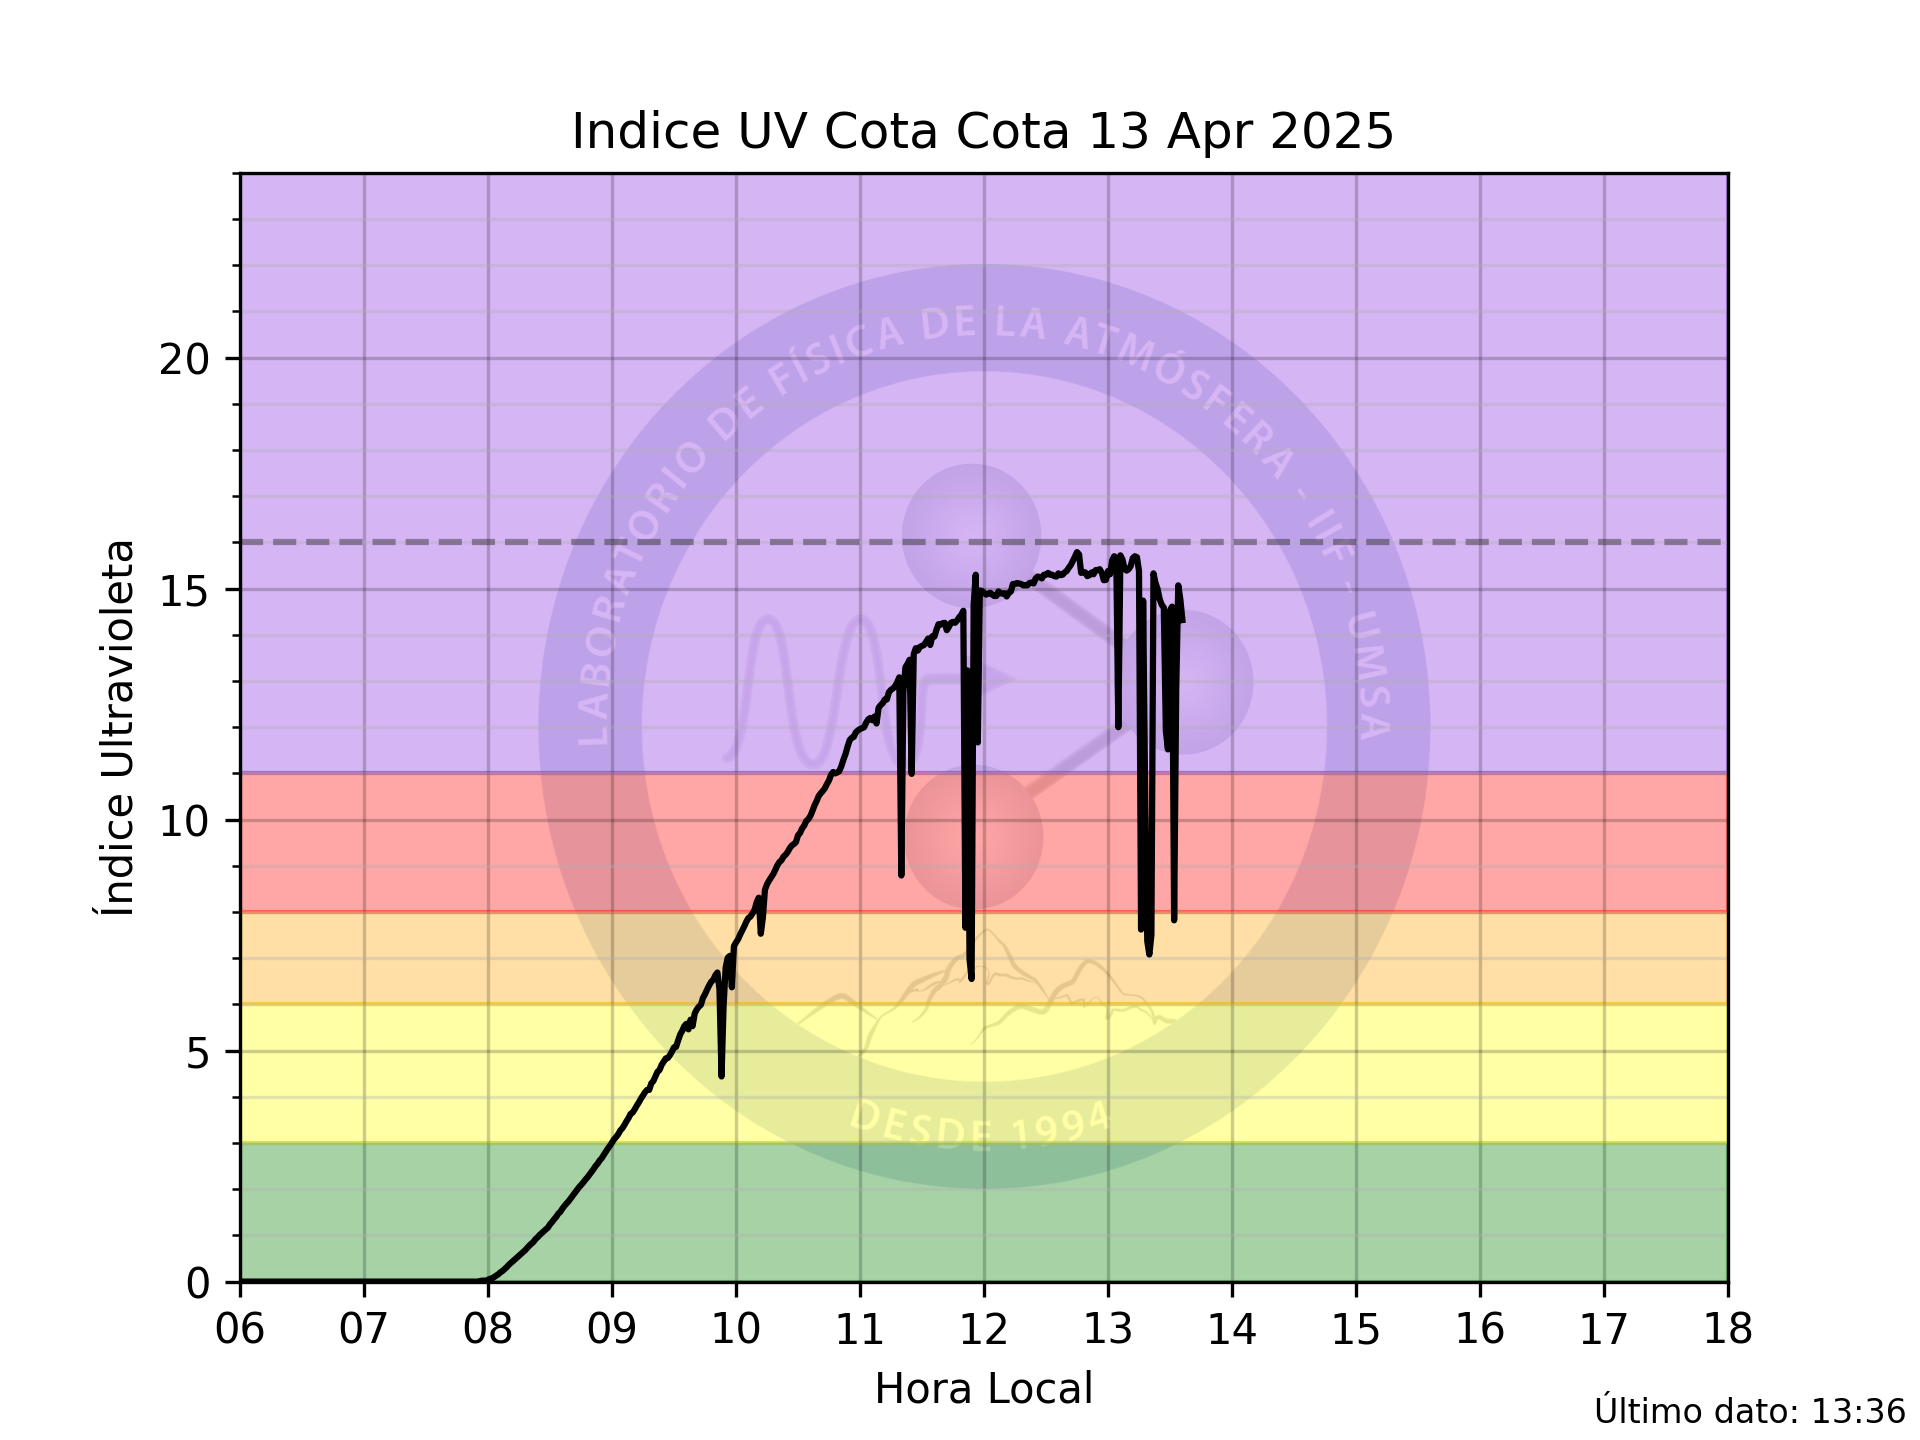 Indice UV Cota Cota 13 Apr 2025
Índice Ultravioleta
20
15
10
5
0
LABORATORIO DE FÍSICA DE LA ATMÓSFERA - IIF - UMSA
DESDE 1994
06 07 08 09 10 11 12 13 14 15 16 17 18
Hora Local
Último dato: 13:36